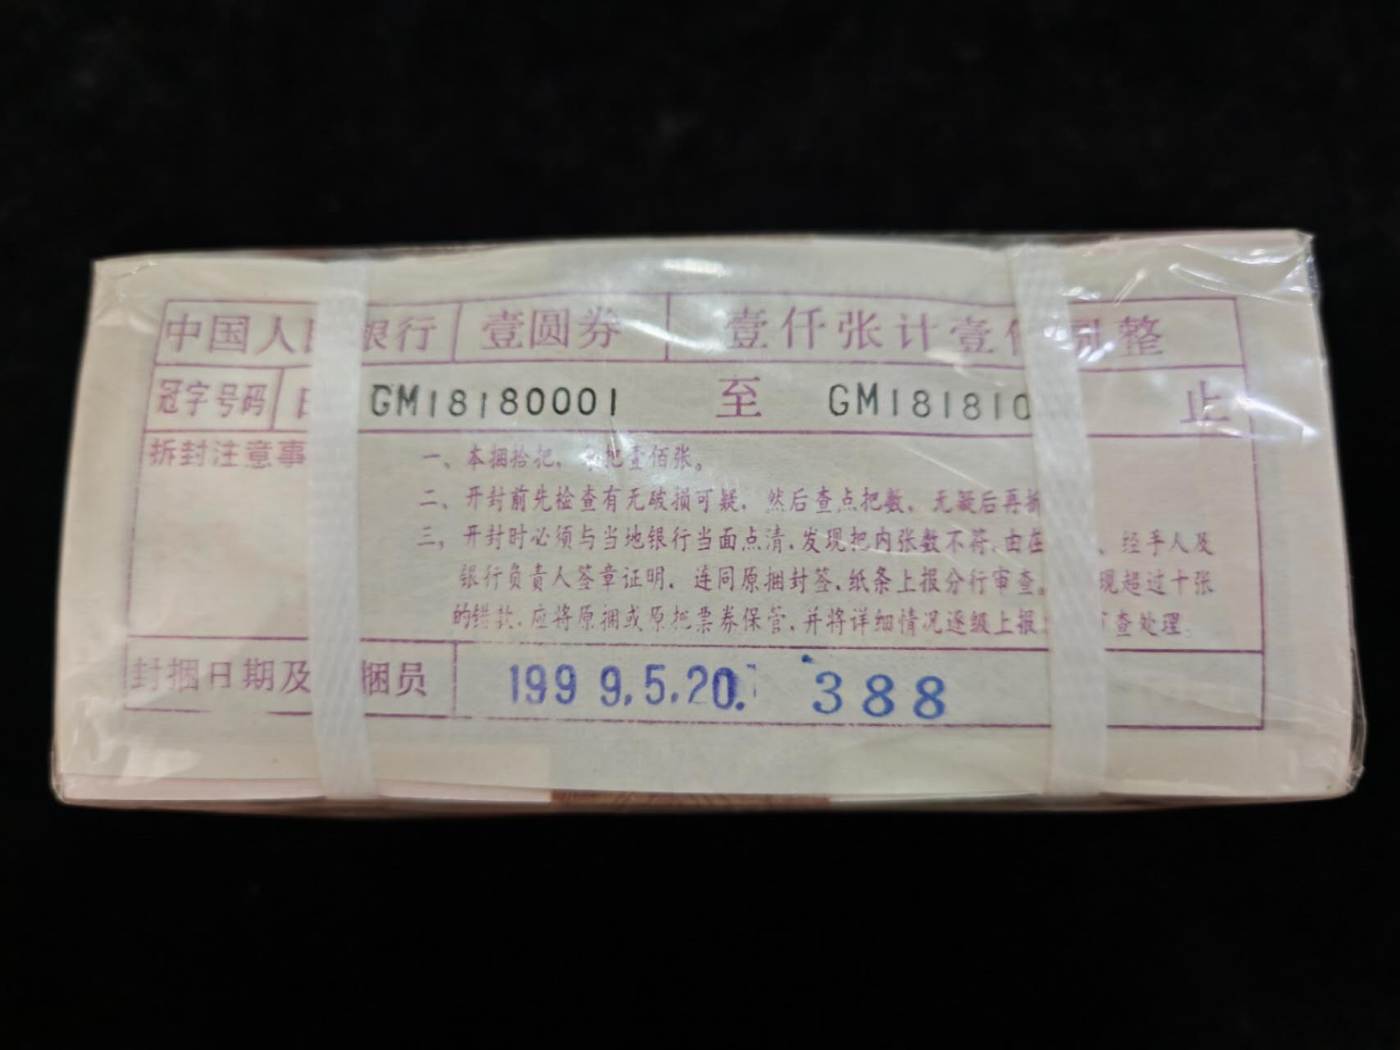 中国人民银行 壹圆券 壹仟张计壹仟圆整
冠字号码 GM18180001 至 GM181810 止
拆封注意事
一、本捆拾把，每把壹佰张。
二、开封前先检查有无破损可疑，然后查点把数，无疑后再拆
三、开封时必须与当地银行当面点清，发现把内张数不符，由在 、经手人及
银行负责人签章证明，连同原捆封签，纸条上报分行审查。 现超过十张
的错款，应将原捆或原把票券保管，并将详细情况逐级上报 审查处理。
封捆日期及 捆员 1999.5.20. 388